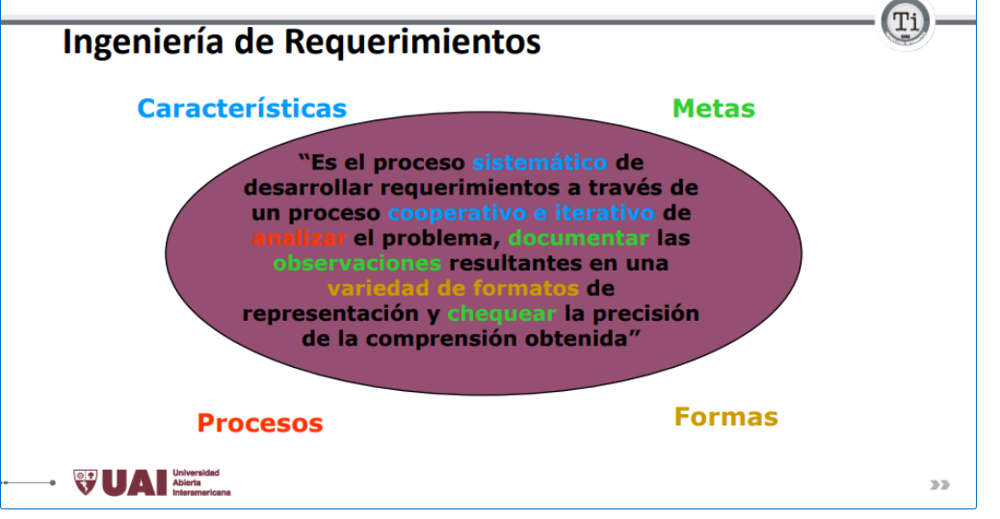 Ti
UAI
Ingeniería de Requerimientos
Características
Metas
“Es el proceso sistemático de
desarrollar requerimientos a través de
un proceso cooperativo e iterativo de
analizar el problema, documentar las
observaciones resultantes en una
variedad de formatos de
representación y chequear la precisión
de la comprensión obtenida”
Procesos
Formas
UAI
Universidad
Abierta
Interamericana